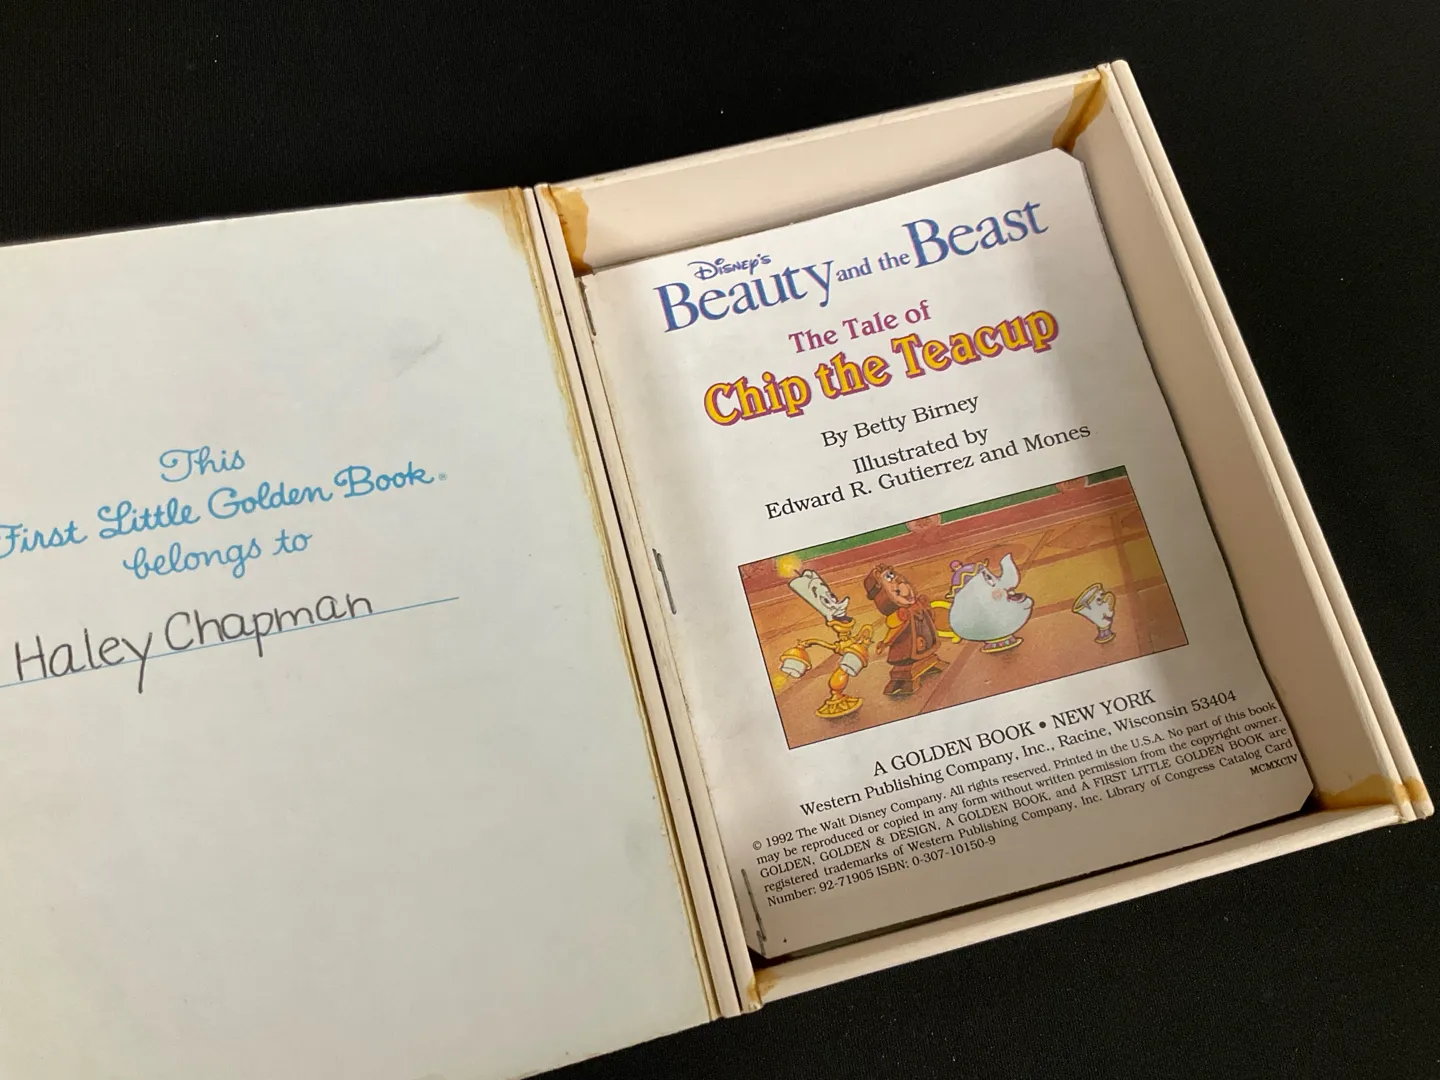 This
First Little Golden Book®
belongs to
Haley Chapman
DISNEY'S
Beauty and the Beast
The Tale of
Chip the Teacup
By Betty Birney
Illustrated by
Edward R. Gutierrez and Mones
A GOLDEN BOOK • NEW YORK
Western Publishing Company, Inc., Racine, Wisconsin 53404
© 1992 The Walt Disney Company. All rights reserved. Printed in the U.S.A. No part of this book
may be reproduced or copied in any form without written permission from the copyright owner.
GOLDEN, GOLDEN & DESIGN, A GOLDEN BOOK, and A FIRST LITTLE GOLDEN BOOK are
registered trademarks of Western Publishing Company, Inc. Library of Congress Catalog Card
Number: 92-71905 ISBN: 0-307-10150-9
MCMXCIV